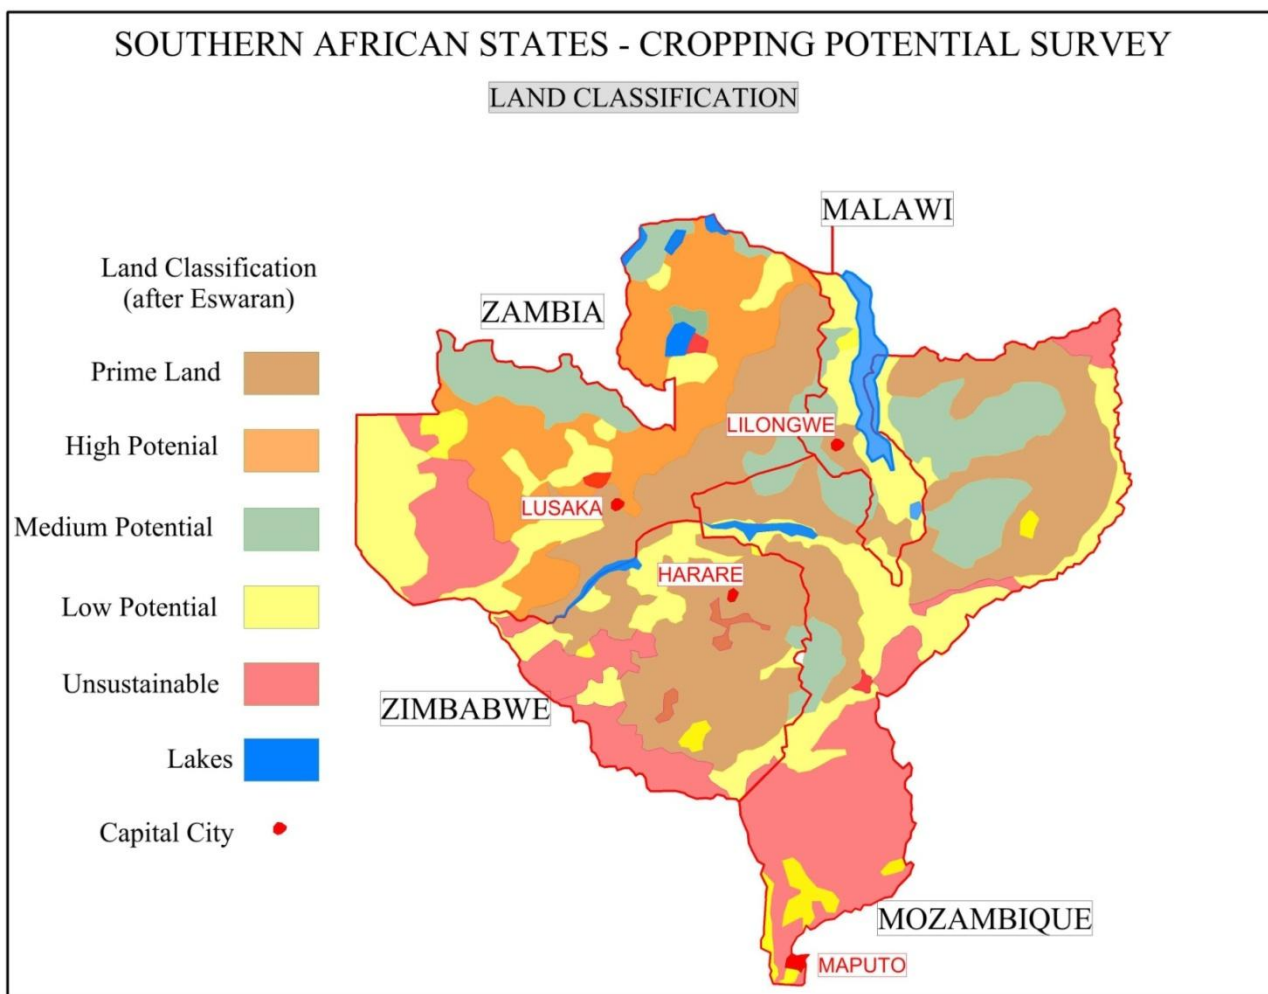 SOUTHERN AFRICAN STATES - CROPPING POTENTIAL SURVEY
LAND CLASSIFICATION
MALAWI
Land Classification
(after Eswaran)
ZAMBIA
Prime Land
LILONGWE
High Potenial
LUSAKA
Medium Potential
HARARE
Low Potential
Unsustainable
ZIMBABWE
Lakes
Capital City
MOZAMBIQUE
MAPUTO